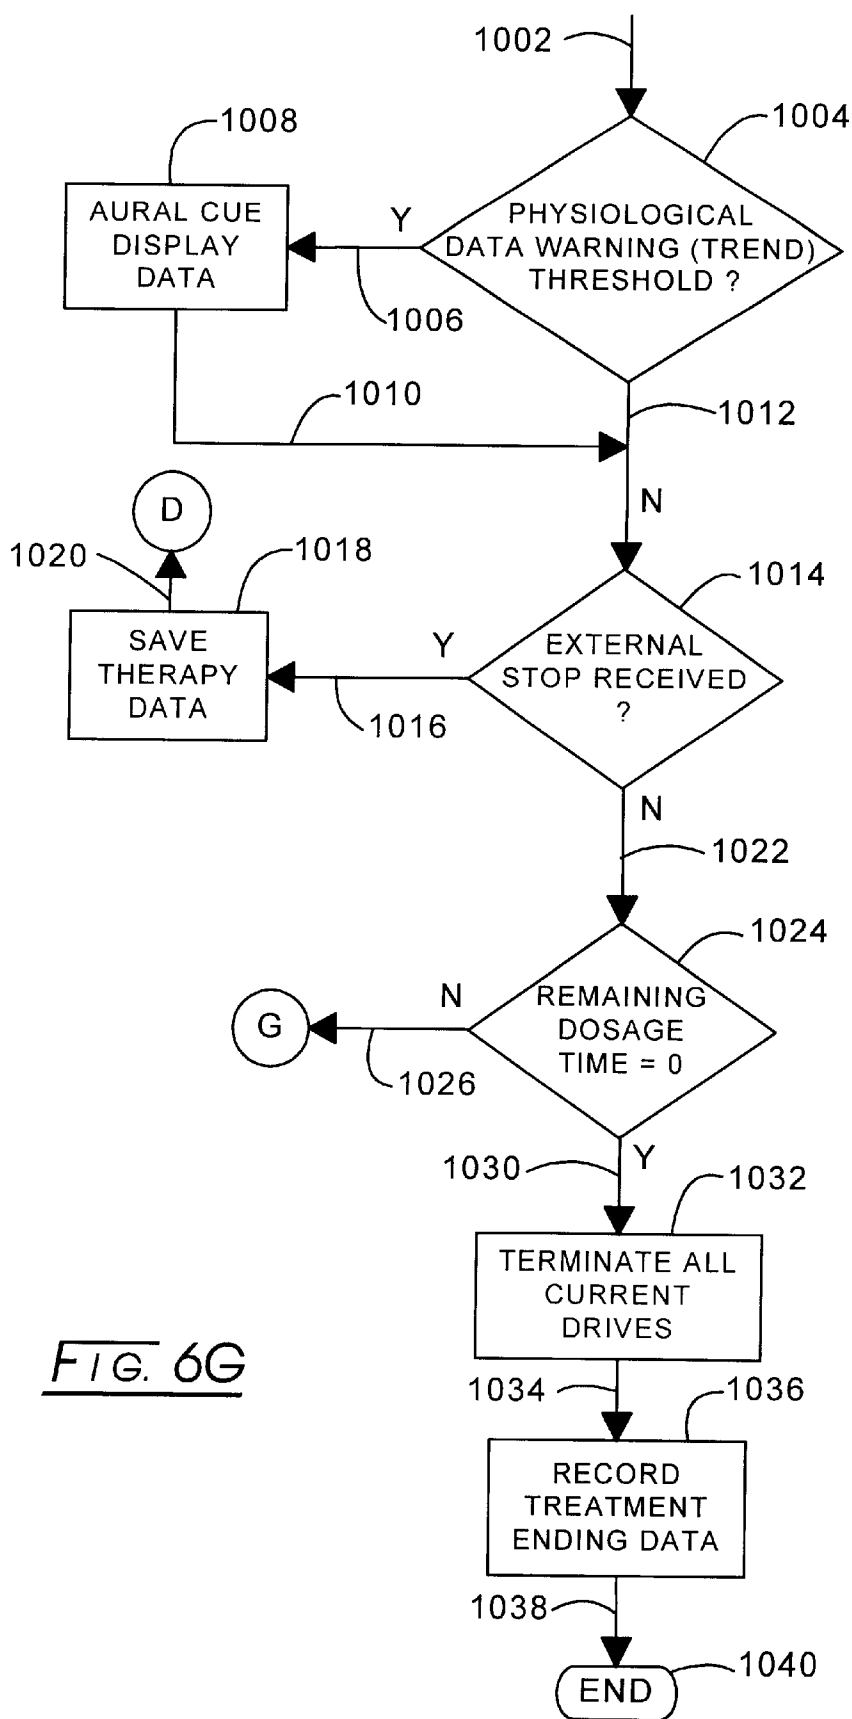 1002
1004
1008
AURAL CUE
DISPLAY
DATA
Y
PHYSIOLOGICAL
DATA WARNING (TREND)
THRESHOLD ?
1006
1010
1012
N
D
1020
1018
1014
SAVE
THERAPY
DATA
Y
EXTERNAL
STOP RECEIVED
?
1016
N
1022
1024
G
N
REMAINING
DOSAGE
TIME = 0
1026
1030
Y
1032
TERMINATE ALL
CURRENT
DRIVES
FIG. 6G
1034
1036
RECORD
TREATMENT
ENDING DATA
1038
1040
END